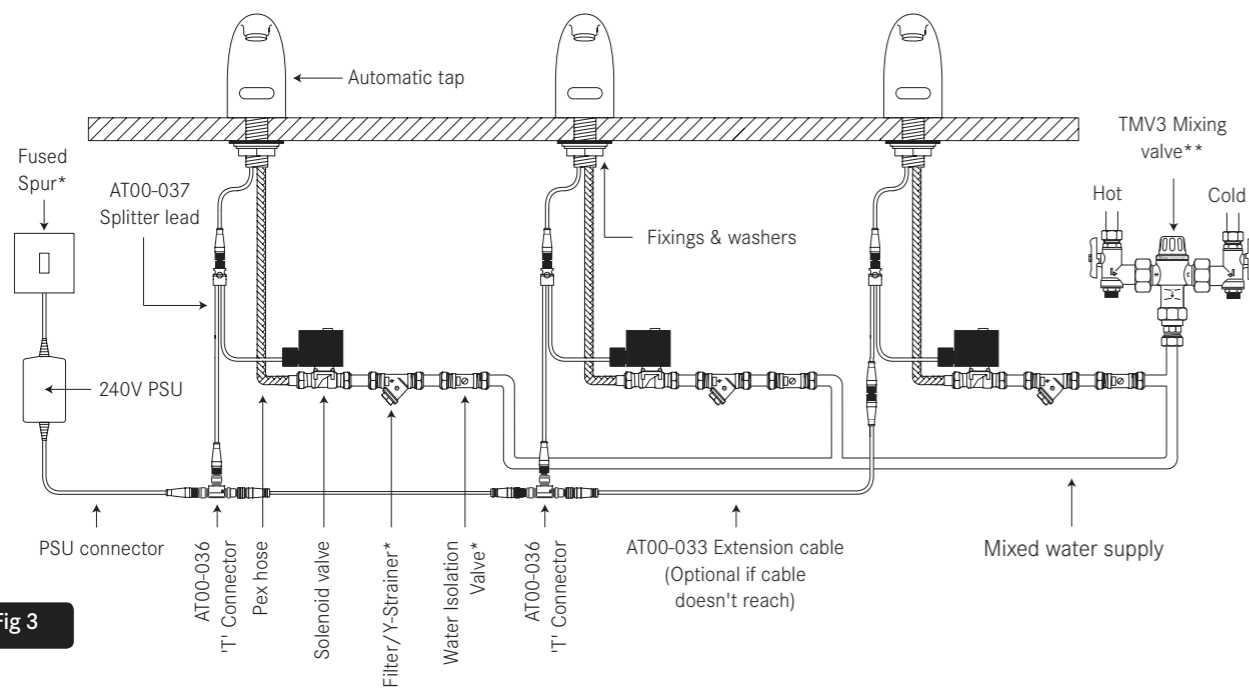 Automatic tap
TMV3 Mixing
valve**
Fused
Spur*
AT00-037
Splitter lead
Hot
Cold
Fixings & washers
240V PSU
PSU connector
AT00-036
'T' Connector
Pex hose
Solenoid valve
Filter/Y-Strainer*
Water Isolation
Valve*
AT00-036
'T' Connector
AT00-033 Extension cable
(Optional if cable
doesn't reach)
Mixed water supply
Fig 3